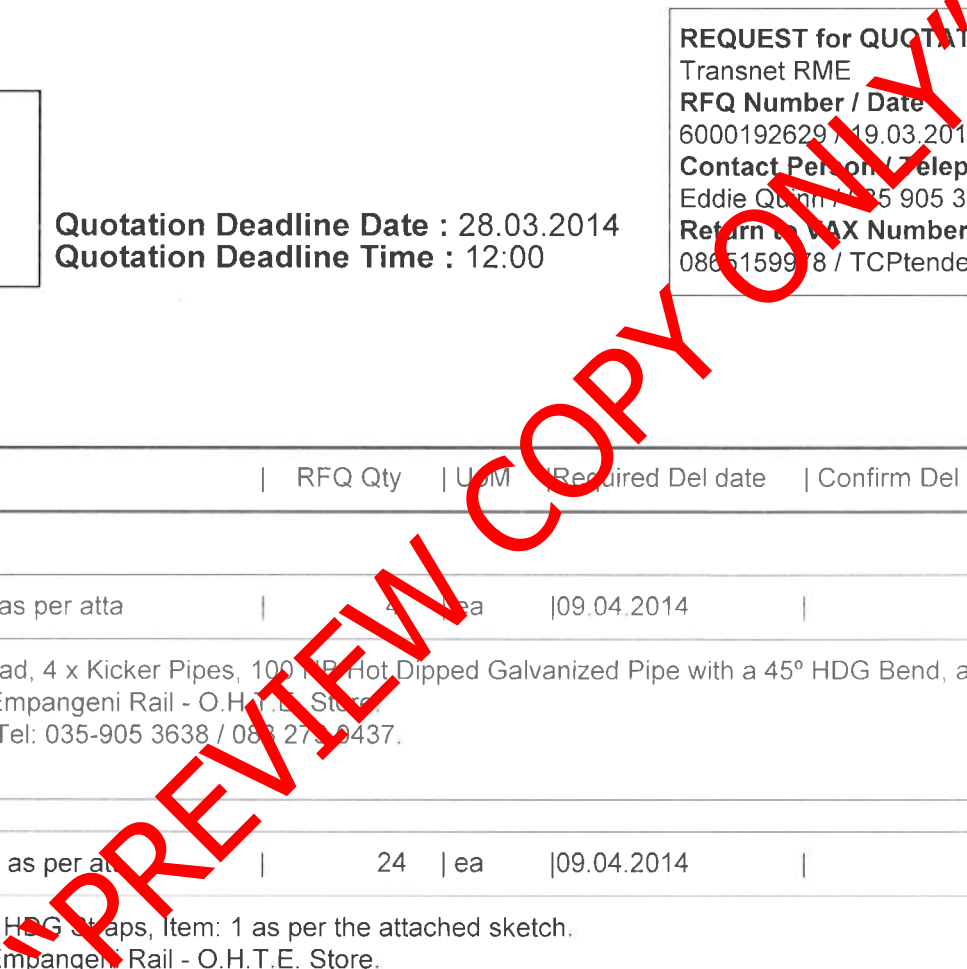 REQUEST for QUOTAT
Transnet RME
RFQ Number / Date
6000192629 / 19.03.201
Contact Person / Telep
Eddie Quinn / 035 905 3
Quotation Deadline Date : 28.03.2014
Return to VAX Number
Quotation Deadline Time : 12:00
0865159978 / TCPtende
| RFQ Qty | UoM |Required Del date | Confirm Del
as per atta | 4 | ea |09.04.2014 |
ad, 4 x Kicker Pipes, 100 NB Hot Dipped Galvanized Pipe with a 45º HDG Bend, a
Empangeni Rail - O.H.T.E. Store.
Tel: 035-905 3638 / 083 27 9437.
as per att | 24 | ea |09.04.2014 |
HDG Straps, Item: 1 as per the attached sketch.
Empangeni Rail - O.H.T.E. Store.
"PREVIEW COPY ONLY"